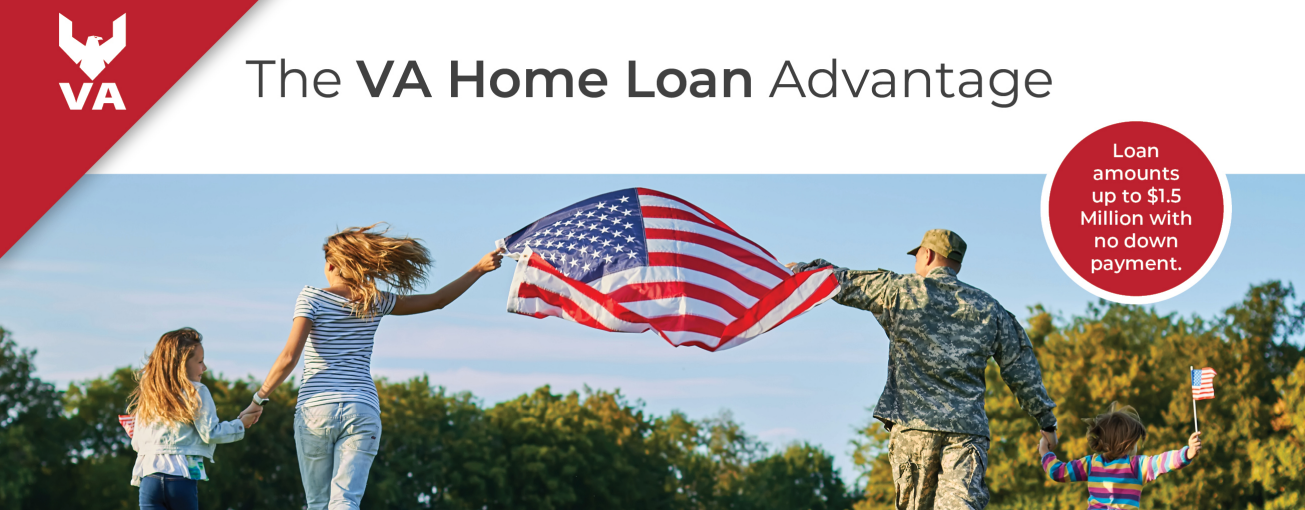 VA
The VA Home Loan Advantage
Loan
amounts
up to $1.5
Million with
no down
payment.